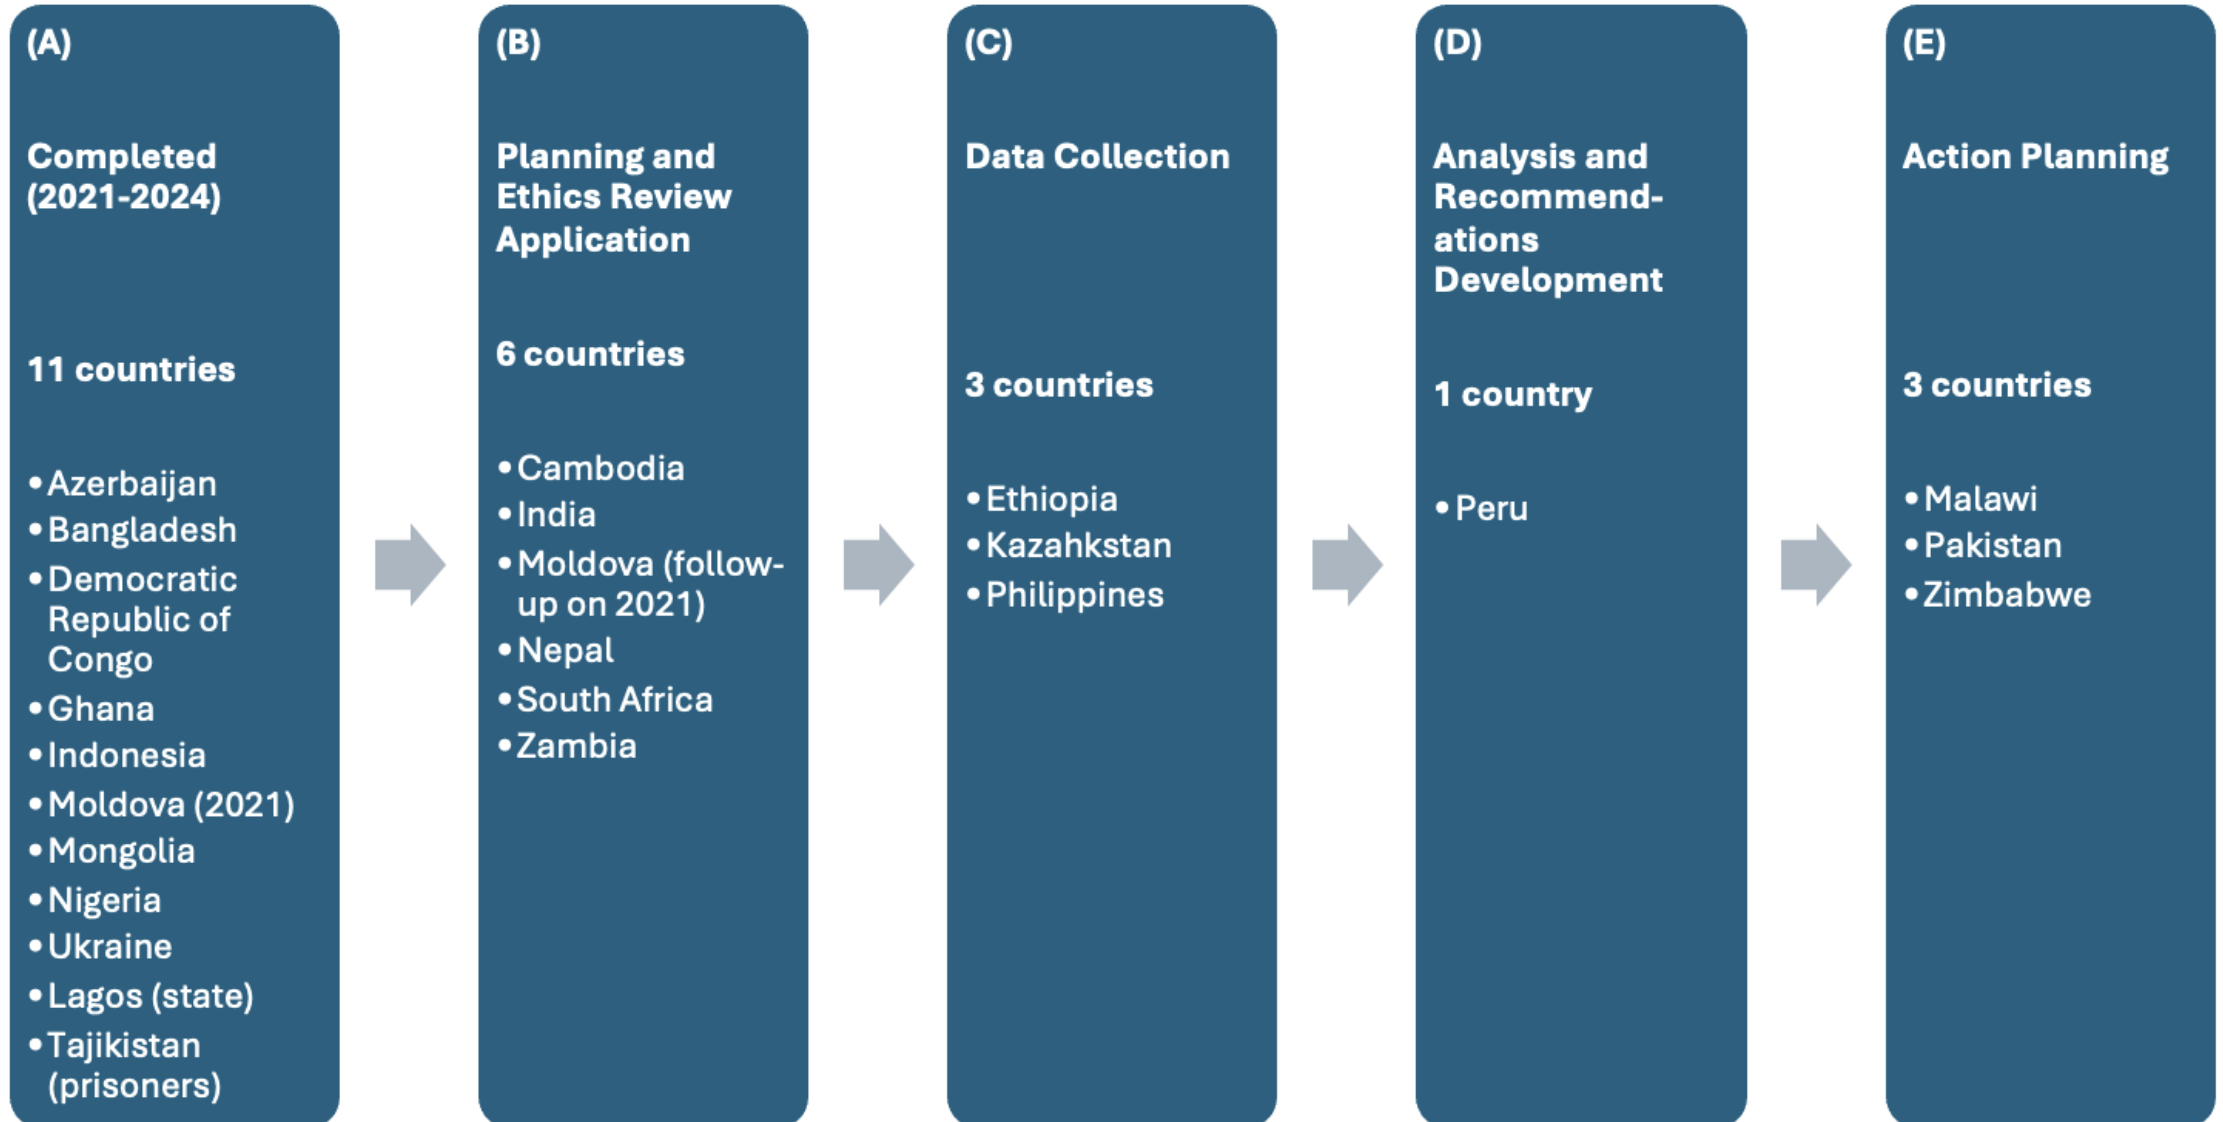 (A)
Completed
(2021-2024)
11 countries
•Azerbaijan
•Bangladesh
•Democratic
Republic of
Congo
•Ghana
•Indonesia
•Moldova (2021)
•Mongolia
•Nigeria
•Ukraine
•Lagos (state)
•Tajikistan
(prisoners)
(B)
Planning and
Ethics Review
Application
6 countries
•Cambodia
•India
•Moldova (follow-
up on 2021)
•Nepal
•South Africa
•Zambia
(C)
Data Collection
3 countries
•Ethiopia
•Kazahkstan
•Philippines
(D)
Analysis and
Recommend-
ations
Development
1 country
•Peru
(E)
Action Planning
3 countries
•Malawi
•Pakistan
•Zimbabwe